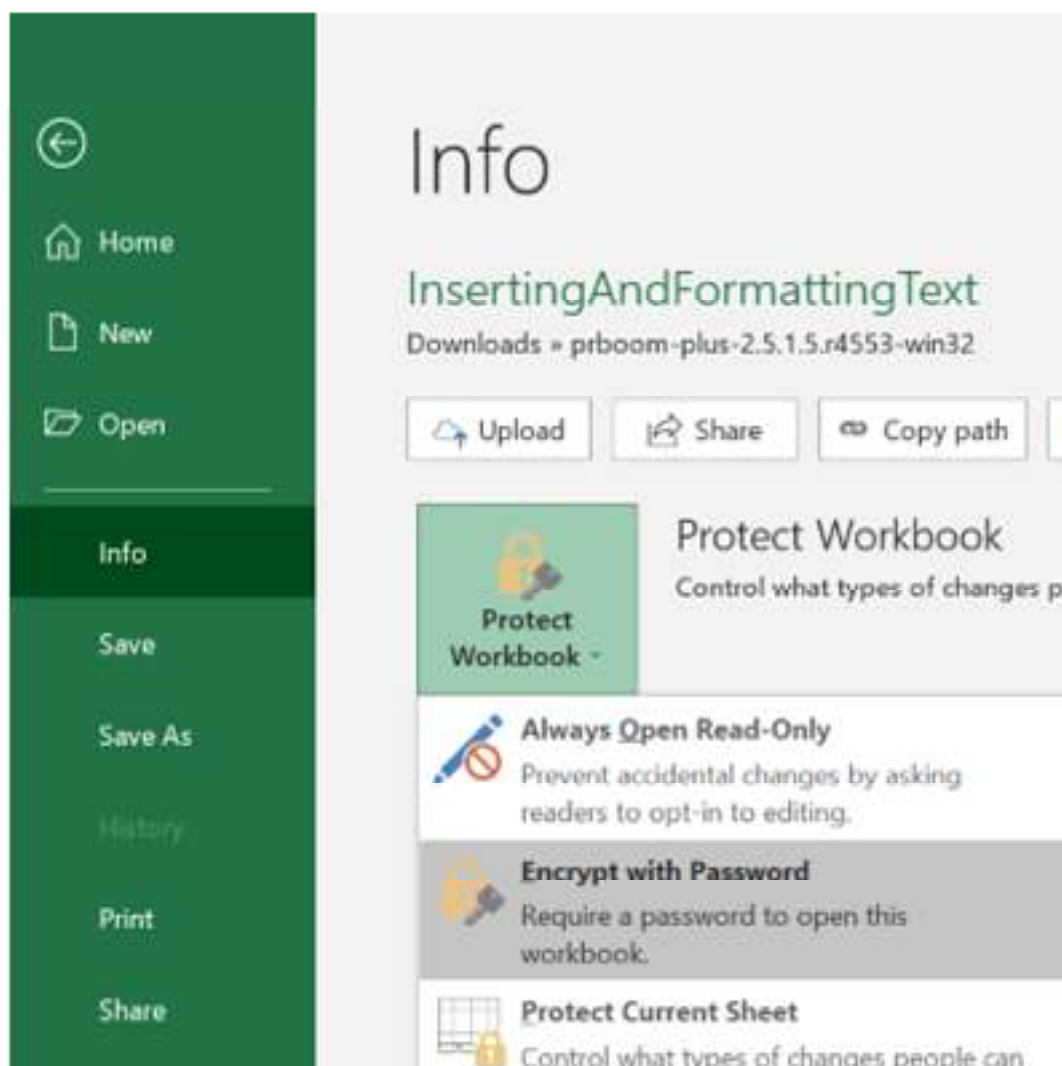 Info
Home
InsertingAndFormattingText
New
Downloads » prboom-plus-2.5.1.5.r4553-win32
Open
Upload
Share
Copy path
Info
Protect Workbook
Control what types of changes p
Protect
Workbook
Save
Save As
Always Open Read-Only
Prevent accidental changes by asking
readers to opt-in to editing.
History
Encrypt with Password
Require a password to open this
workbook.
Print
Share
Protect Current Sheet
Control what types of changes people can